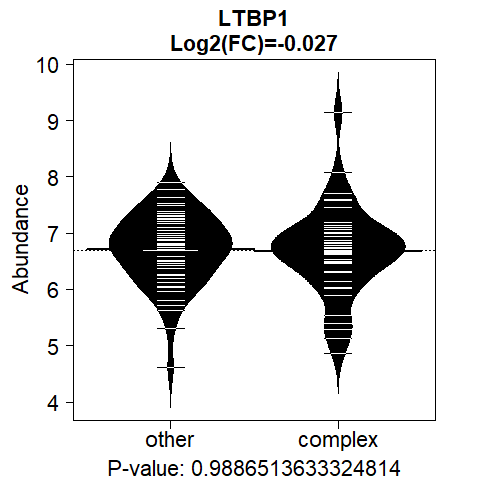 LTBP1
Log2(FC)=-0.027
Abundance
10
9
8
7
6
5
4
other complex
P-value: 0.9886513633324814